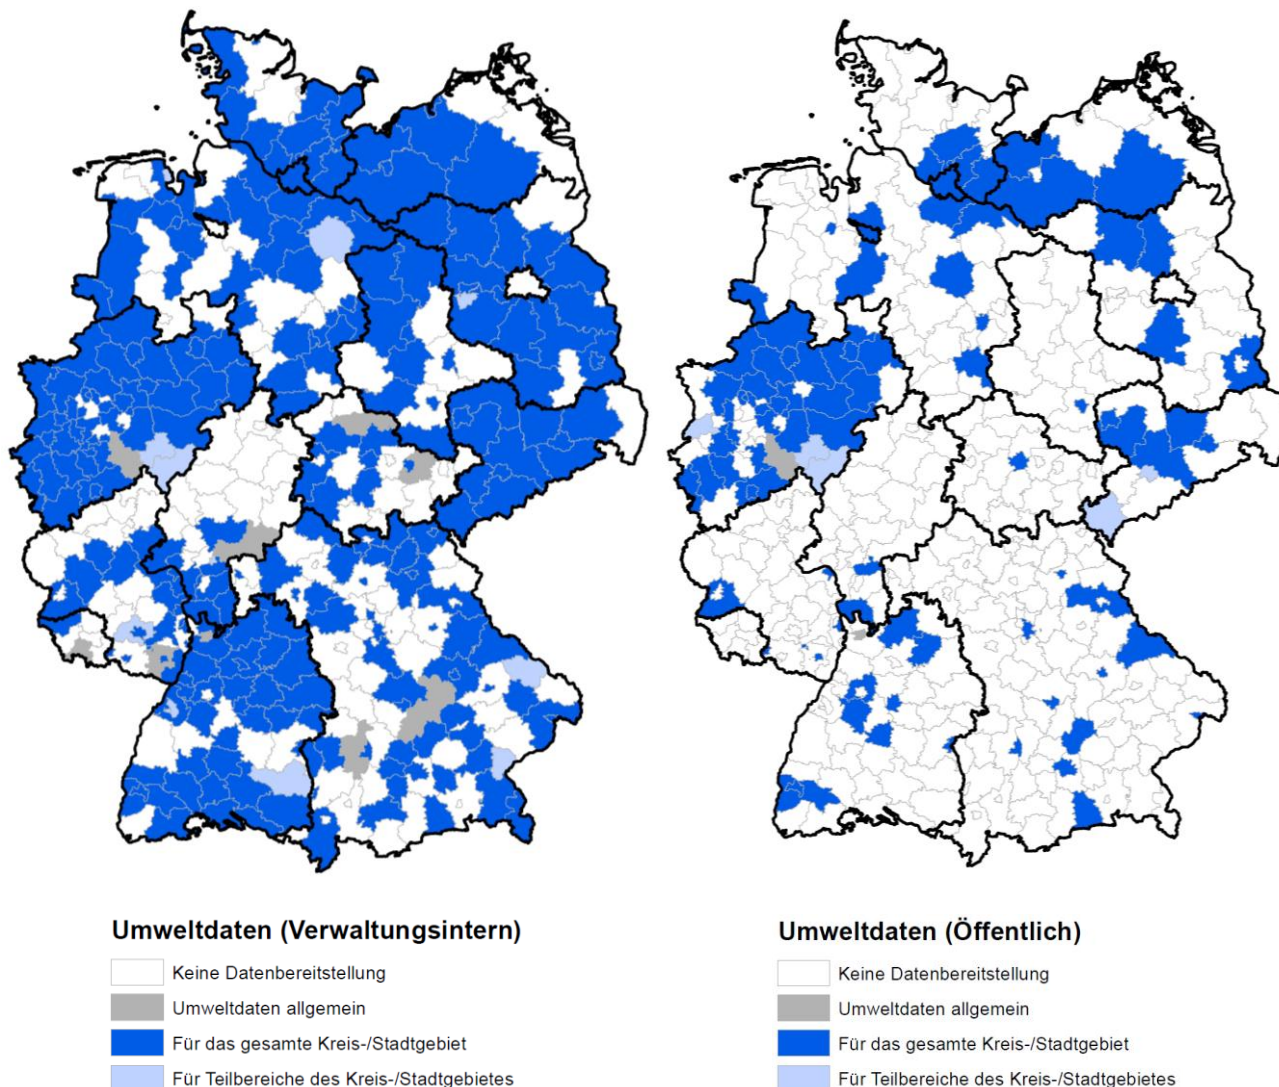 Umweltdaten (Verwaltungsintern)
Keine Datenbereitstellung
Umweltdaten allgemein
Für das gesamte Kreis-/Stadtgebiet
Für Teilbereiche des Kreis-/Stadtgebietes
Umweltdaten (Öffentlich)
Keine Datenbereitstellung
Umweltdaten allgemein
Für das gesamte Kreis-/Stadtgebiet
Für Teilbereiche des Kreis-/Stadtgebietes